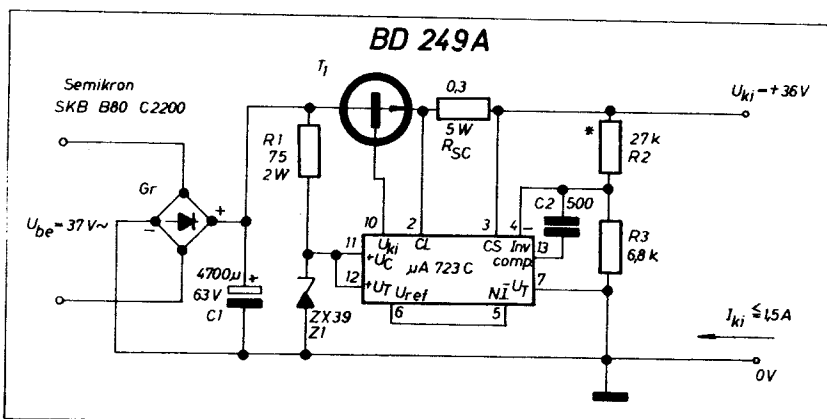 BD 249A
Semikron
SKB B80 C2200
T1
0,3
5W
RSC
Uki=+36V
R1
75
2W
*
27k
R2
Gr
Ube=37V~
-
+
4700μ
+
63V
C1
C2
500
R3
6,8k
10
2
3
4
-
13
7
11
12
6
5
Uki
CL
CS
Inv
comp.
+UC
μA 723C
+UT
Uref
N.I
-UT
ZX39
Z1
Iki ≦ 1,5A
0V